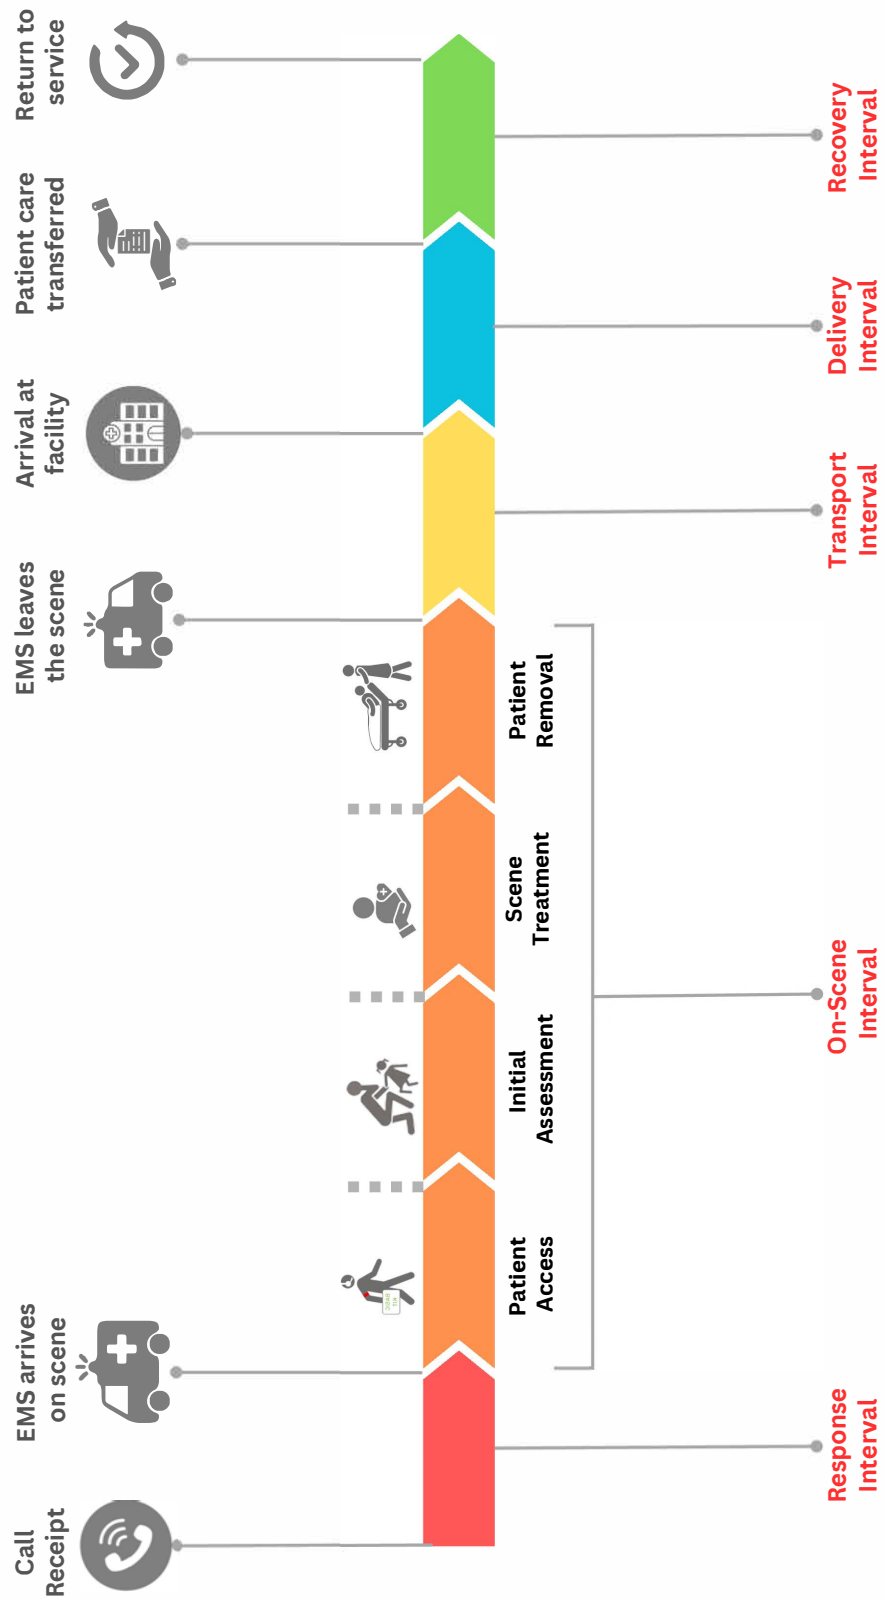 Call
Receipt
EMS arrives
on scene
EMS leaves
the scene
Arrival at
facility
Patient care
transferred
Return to
service
Patient
Access
Initial
Assessment
Scene
Treatment
Patient
Removal
Response
Interval
On-Scene
Interval
Transport
Interval
Delivery
Interval
Recovery
Interval